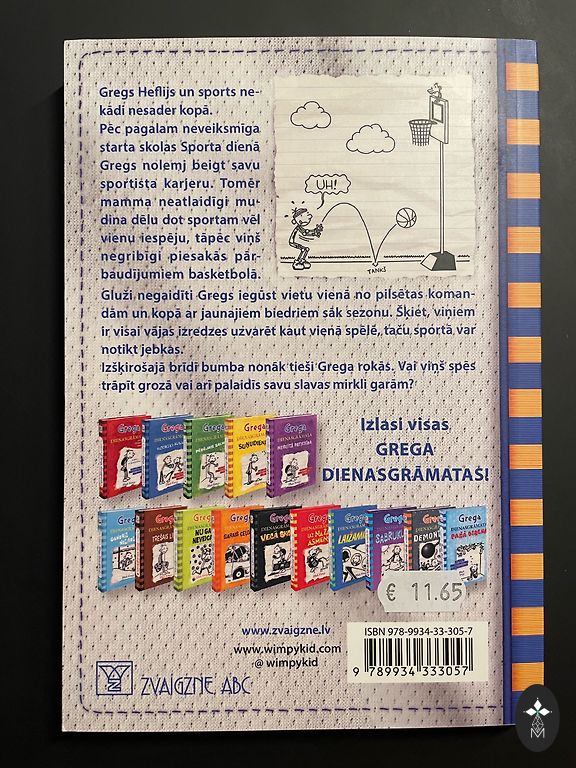 Gregs Heflijs un sports ne-
kādi nesader kopā.
Pēc pagalam neveiksmīga
starta skolas Sporta dienā
Gregs nolemj beigt savu
sportista karjeru. Tomēr
mamma neatlaidīgi mu-
dina dēlu dot sportam vēl
vienu iespēju, tāpēc viņš
negribīgi piesakās pār-
baudījumiem basketbolā.
UH!
TANKŠ
Gluži negaidīti Gregs iegūst vietu vienā no pilsētas koman-
dām un kopā ar jaunajiem biedriem sāk sezonu. Šķiet, viņiem
ir visai vājas izredzes uzvarēt kaut vienā spēlē, taču sportā var
notikt jebkas.
Izšķirošajā brīdī bumba nonāk tieši Grega rokās. Vai viņš spēs
trāpīt grozā vai arī palaidīs savu slavas mirkli garām?
Izlasi visas
GREGA
DIENASGRĀMATAS!
€ 11.65
www.zvaigzne.lv
www.wimpykid.com
@ wimpykid
ZVAIGZNE ABC
ISBN 978-9934-33-305-7
9 789934 333057